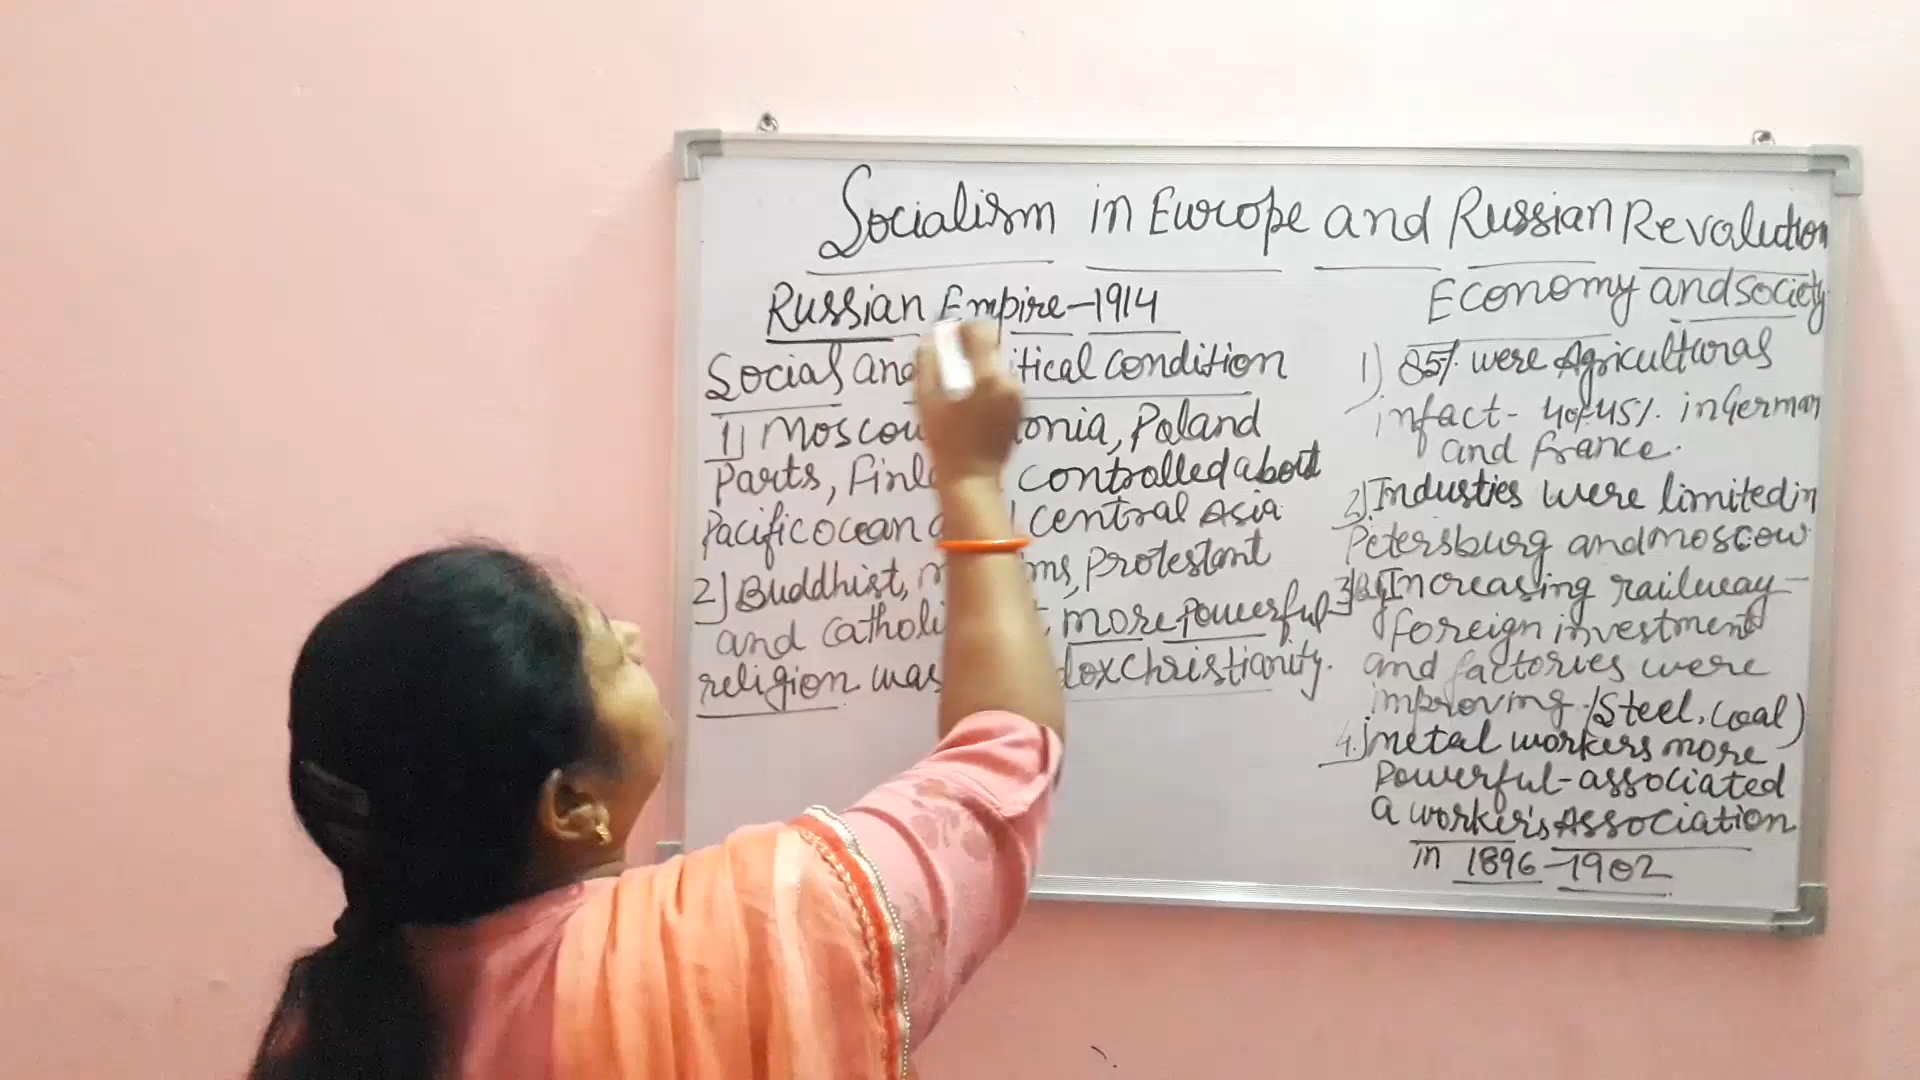 Socialism in Europe and Russian Revolution
Russian Empire-1914
Social and itical condition
1) Moscow onia, Poland
Parts, Finl controlled about
Pacific ocean a central Asia
2) Buddhist, m ms, Protestant
and catholi more powerful
religion was dox christianity.
Economy and society
1) 85% were Agricultural
infact- 40/45% in German
and france.
2) Industies were limited in
Petersburg and moscow
3) Increasing railway-
foreign investment
and factories were
improving. (Steel, coal)
4.) metal workers more
powerful-associated
a worker's Association
in 1896-1902